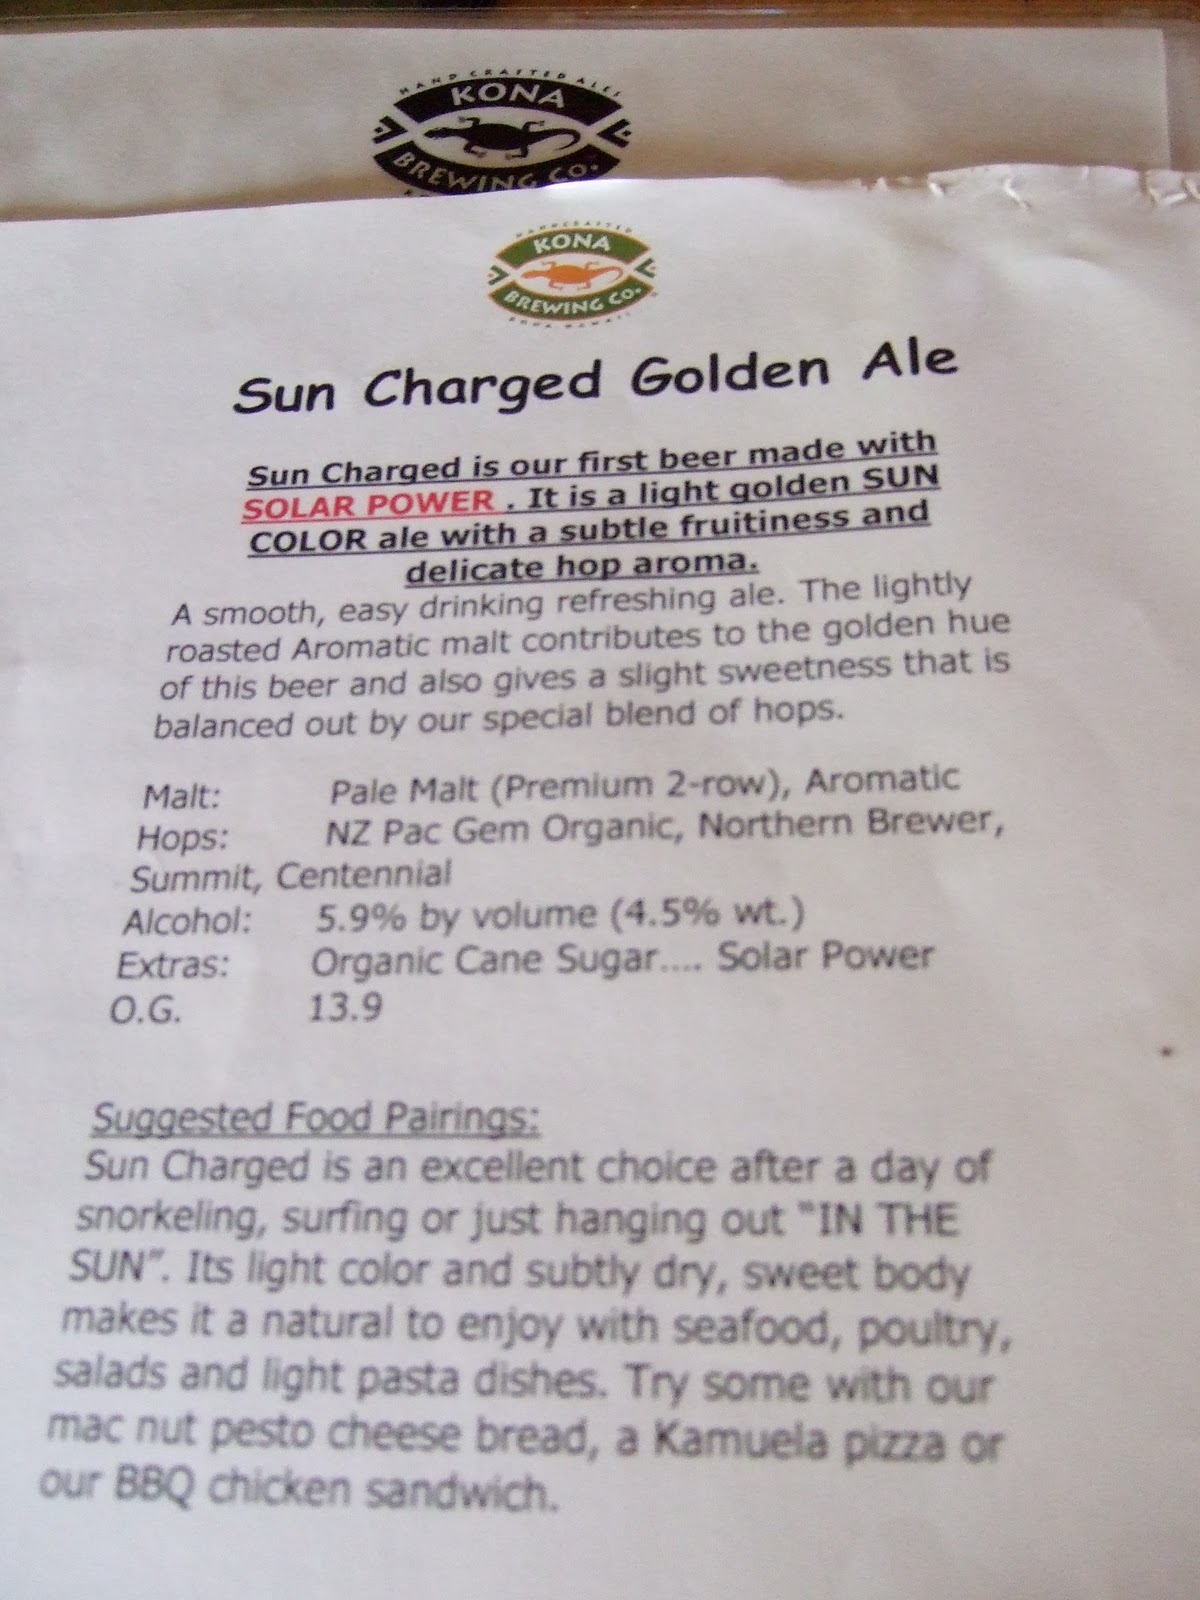 HAND CRAFTED ALES
KONA
BREWING CO.
HANDCRAFTED
KONA
BREWING CO.
KONA HAWAII
Sun Charged Golden Ale
Sun Charged is our first beer made with
SOLAR POWER . It is a light golden SUN
COLOR ale with a subtle fruitiness and
delicate hop aroma.
A smooth, easy drinking refreshing ale. The lightly
roasted Aromatic malt contributes to the golden hue
of this beer and also gives a slight sweetness that is
balanced out by our special blend of hops.
Malt: Pale Malt (Premium 2-row), Aromatic
Hops: NZ Pac Gem Organic, Northern Brewer,
Summit, Centennial
Alcohol: 5.9% by volume (4.5% wt.)
Extras: Organic Cane Sugar.... Solar Power
O.G. 13.9
Suggested Food Pairings:
Sun Charged is an excellent choice after a day of
snorkeling, surfing or just hanging out "IN THE
SUN". Its light color and subtly dry, sweet body
makes it a natural to enjoy with seafood, poultry,
salads and light pasta dishes. Try some with our
mac nut pesto cheese bread, a Kamuela pizza or
our BBQ chicken sandwich.